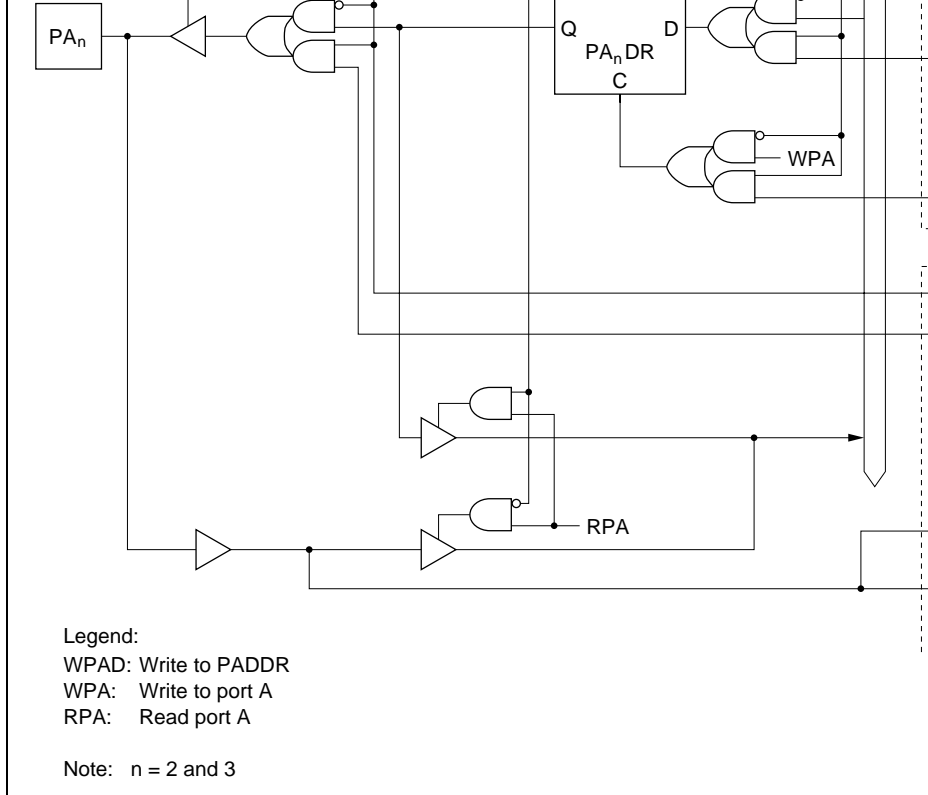 PAn
Q
D
PAnDR
C
WPA
RPA
Legend:
WPAD: Write to PADDR
WPA: Write to port A
RPA: Read port A
Note: n = 2 and 3